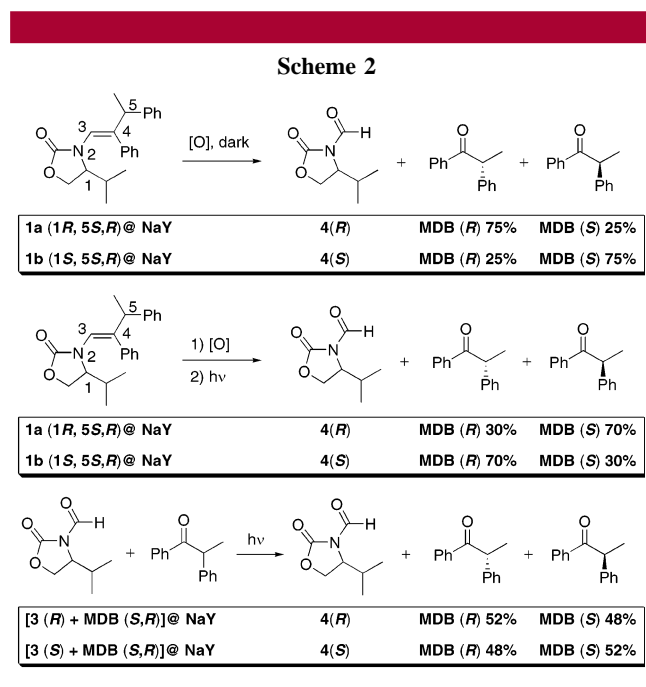 Scheme 2
3 5 Ph
O 4
N 2 Ph
O 1
[O], dark
O H
O N
O
+
O
Ph
Ph
+
O
Ph
Ph
1a (1R, 5S,R)@ NaY 4(R) MDB (R) 75% MDB (S) 25%
1b (1S, 5S,R)@ NaY 4(S) MDB (R) 25% MDB (S) 75%
3 5 Ph
O 4
N 2 Ph
O 1
1) [O]
2) hν
O H
O N
O
+
O
Ph
Ph
+
O
Ph
Ph
1a (1R, 5S,R)@ NaY 4(R) MDB (R) 30% MDB (S) 70%
1b (1S, 5S,R)@ NaY 4(S) MDB (R) 70% MDB (S) 30%
O H
O N
O
+
O
Ph
Ph
hν
O H
O N
O
+
O
Ph
Ph
+
O
Ph
Ph
[3 (R) + MDB (S,R)]@ NaY 4(R) MDB (R) 52% MDB (S) 48%
[3 (S) + MDB (S,R)]@ NaY 4(S) MDB (R) 48% MDB (S) 52%